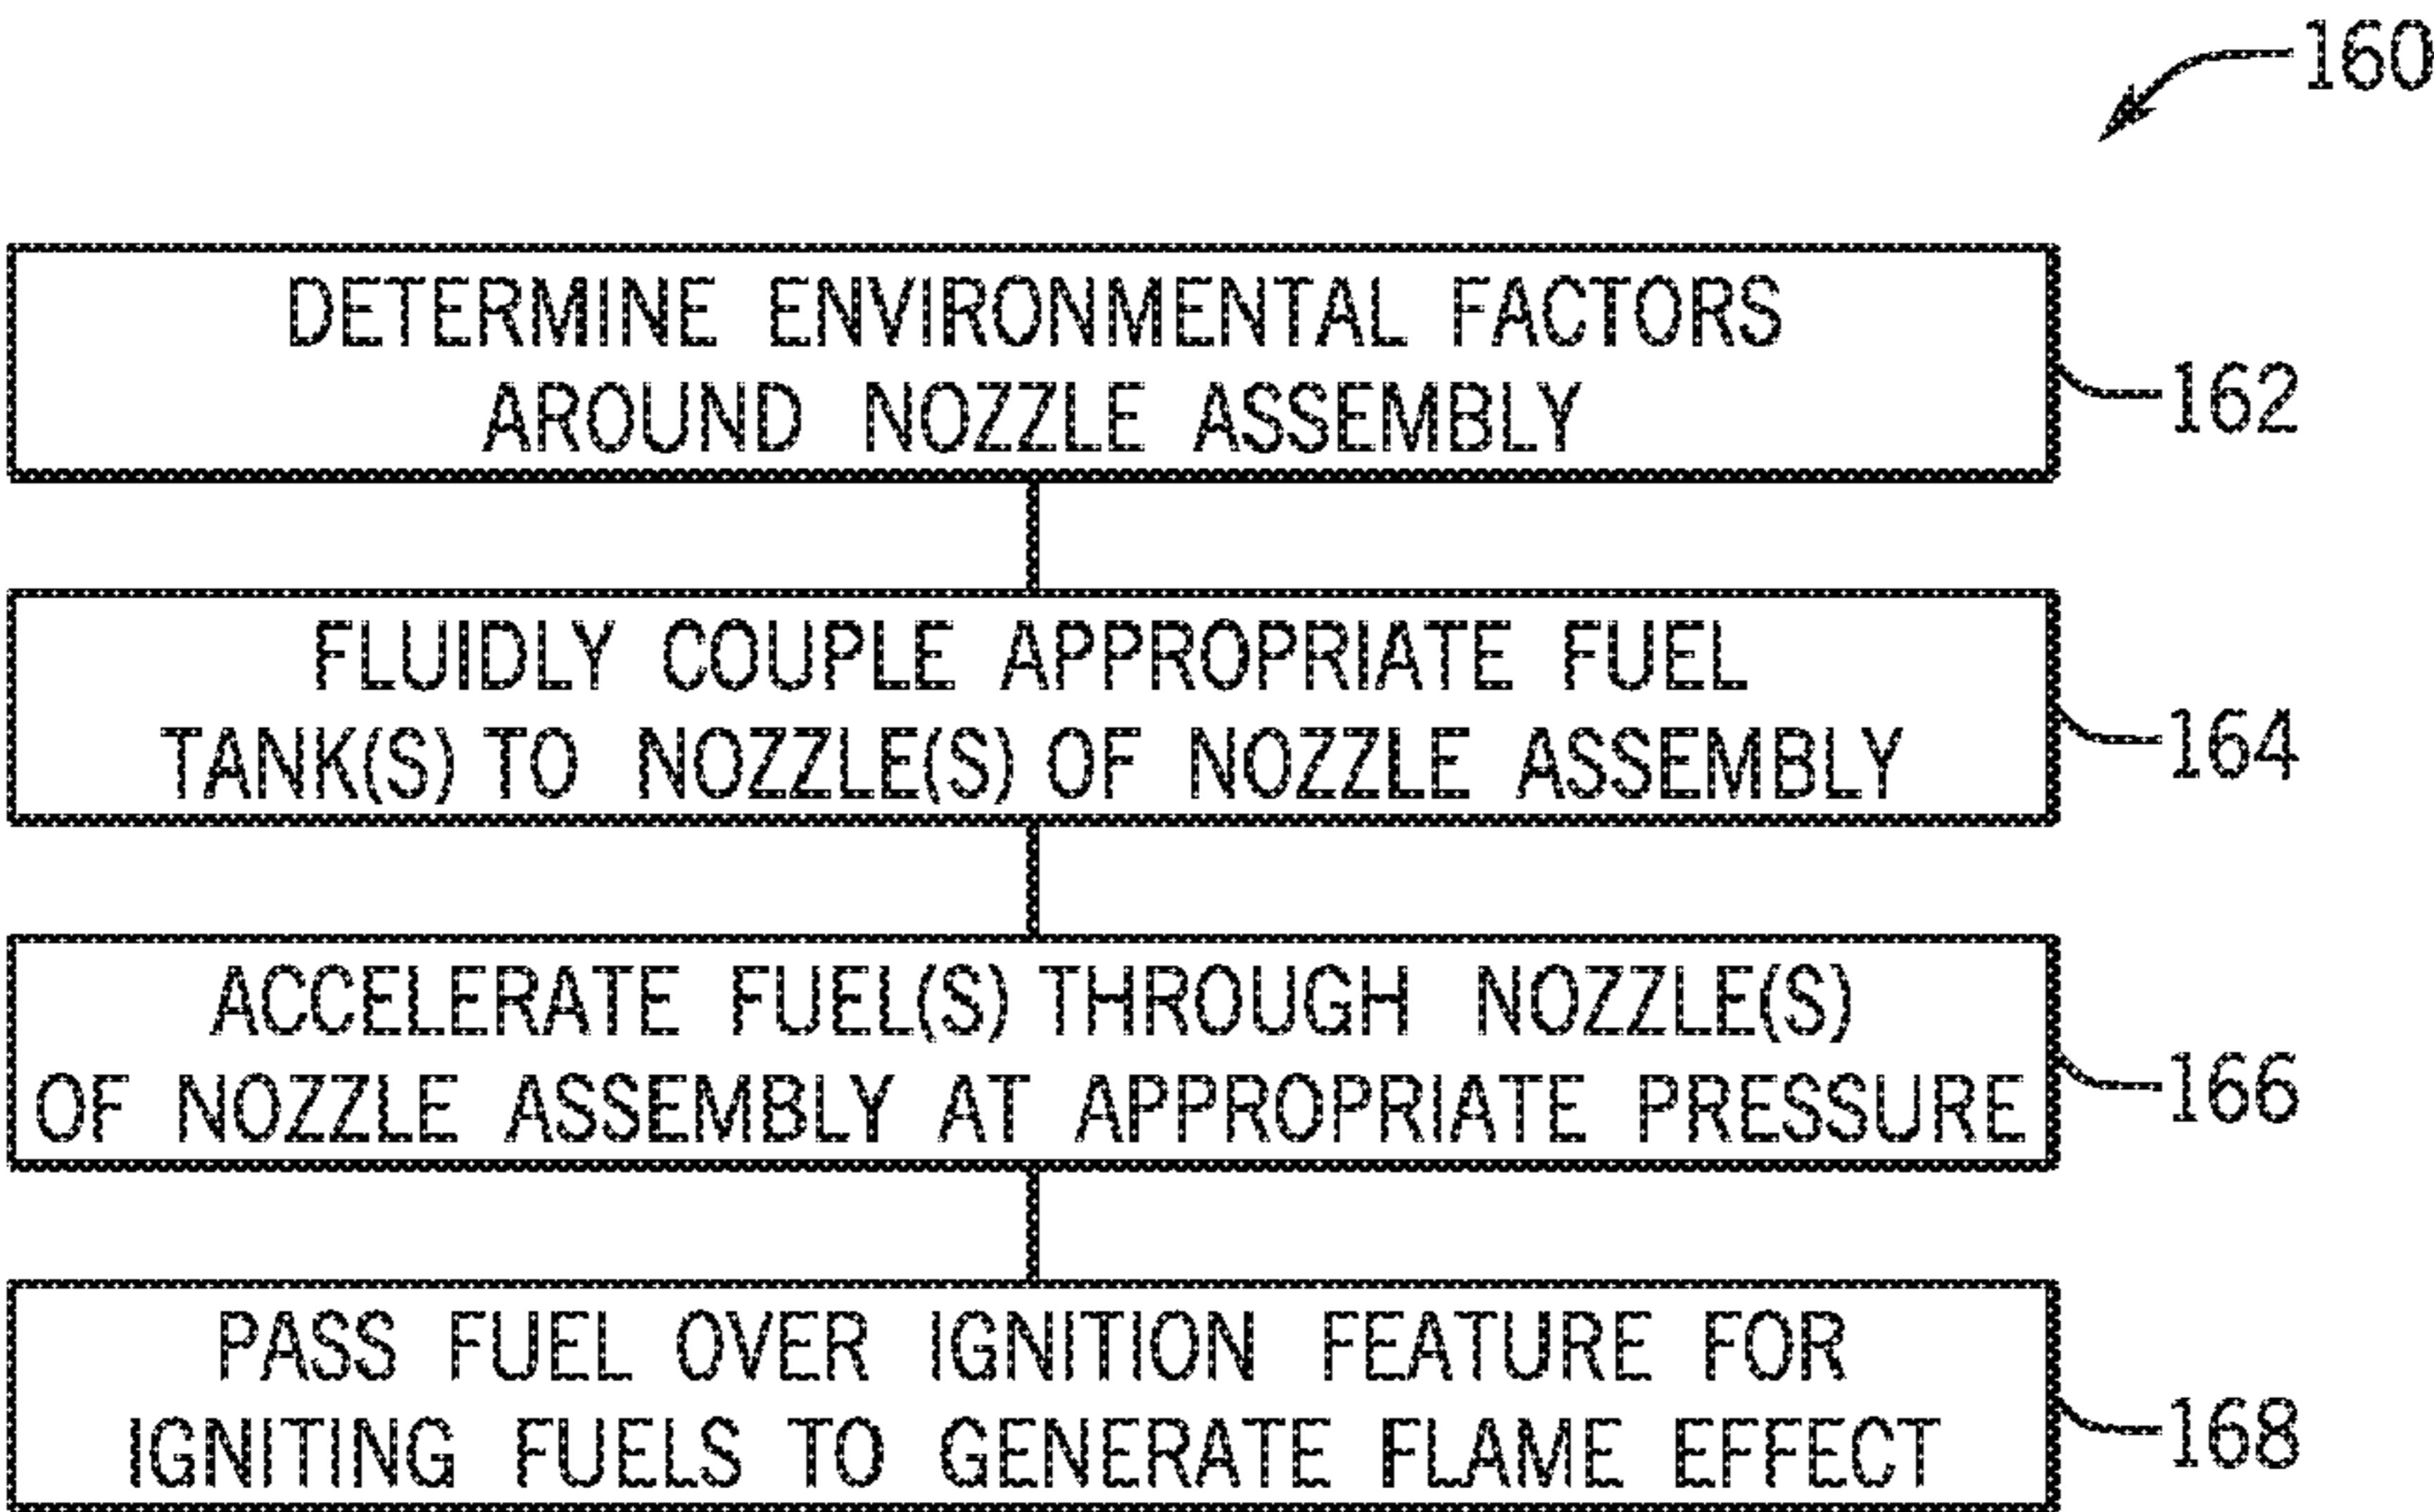 160
DETERMINE ENVIRONMENTAL FACTORS
AROUND NOZZLE ASSEMBLY
162
FLUIDLY COUPLE APPROPRIATE FUEL
TANK(S) TO NOZZLE(S) OF NOZZLE ASSEMBLY
164
ACCELERATE FUEL(S) THROUGH NOZZLE(S)
OF NOZZLE ASSEMBLY AT APPROPRIATE PRESSURE
166
PASS FUEL OVER IGNITION FEATURE FOR
IGNITING FUELS TO GENERATE FLAME EFFECT
168